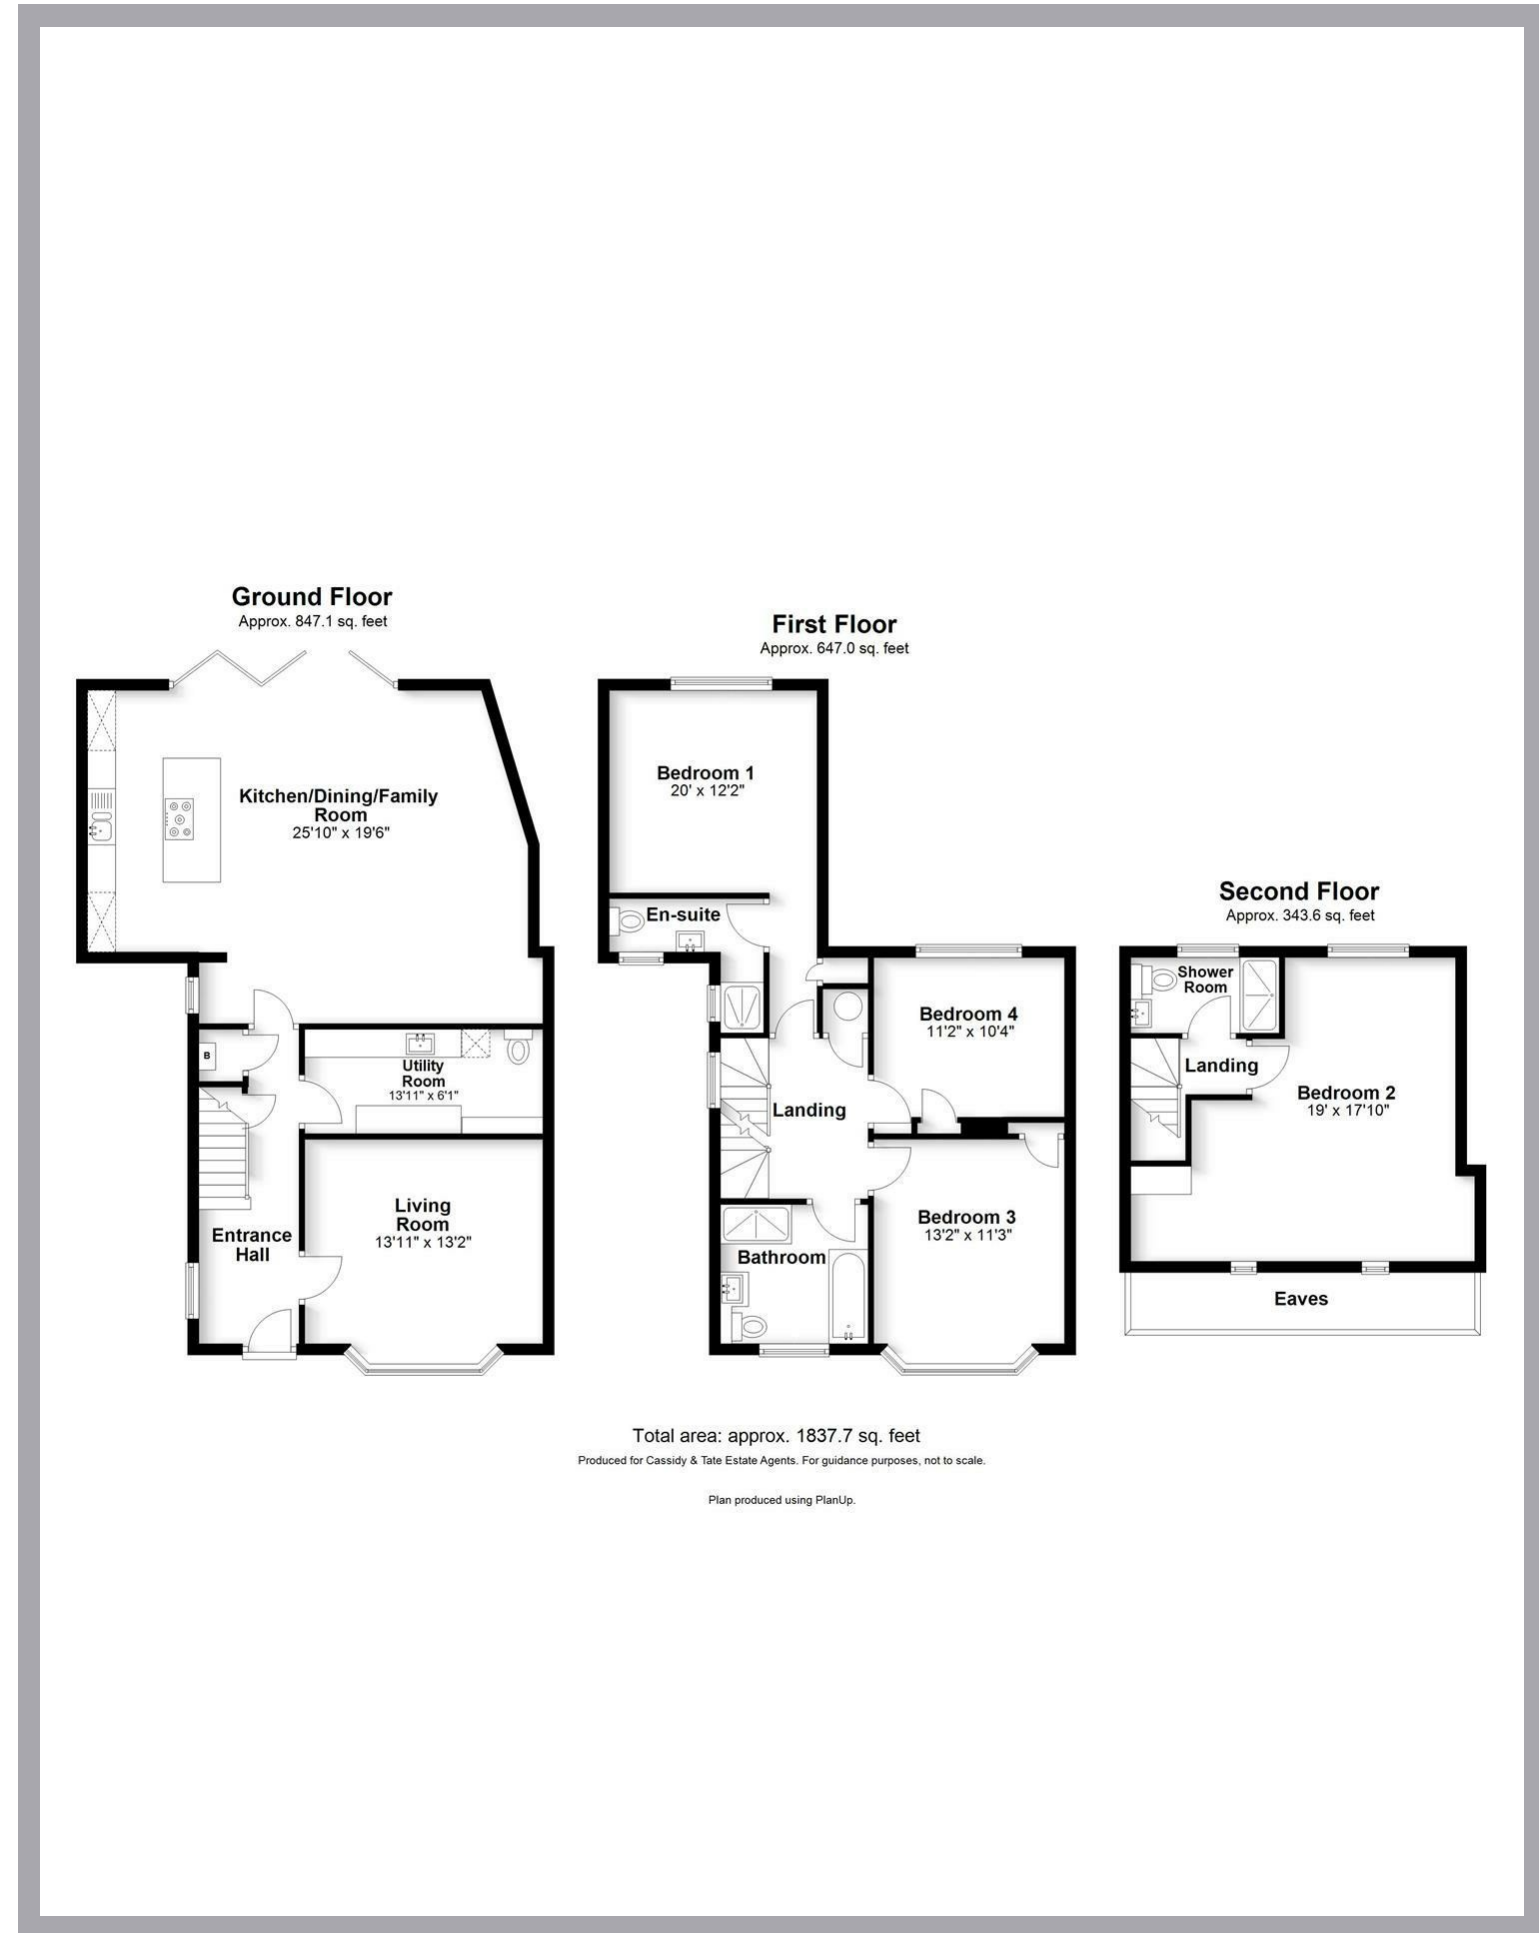 Ground Floor
Approx. 847.1 sq. feet
Kitchen/Dining/Family
Room
25'10" x 19'6"
B
Utility
Room
13'11" x 6'1"
Living
Room
13'11" x 13'2"
Entrance
Hall
First Floor
Approx. 647.0 sq. feet
Bedroom 1
20' x 12'2"
En-suite
Bedroom 4
11'2" x 10'4"
Landing
Bedroom 3
13'2" x 11'3"
Bathroom
Second Floor
Approx. 343.6 sq. feet
Shower
Room
Landing
Bedroom 2
19' x 17'10"
Eaves
Total area: approx. 1837.7 sq. feet
Produced for Cassidy & Tate Estate Agents. For guidance purposes, not to scale.
Plan produced using PlanUp.